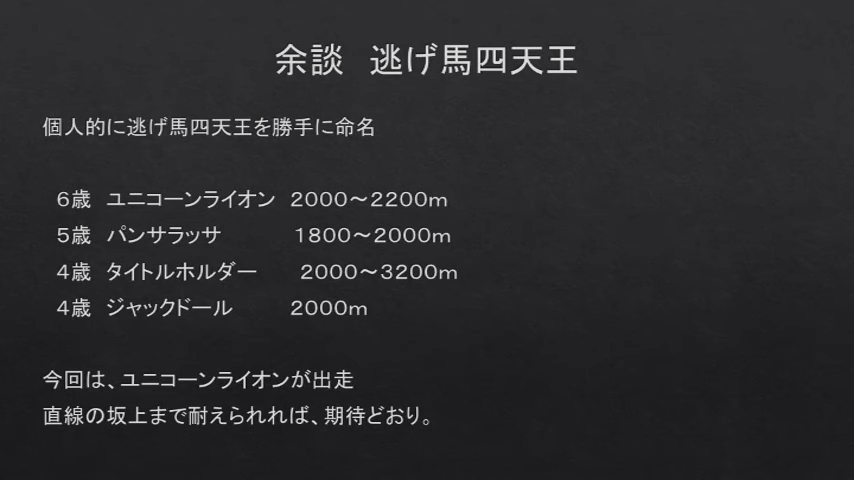 余談　逃げ馬四天王
個人的に逃げ馬四天王を勝手に命名
6歳　ユニコーンライオン　2000～2200m
5歳　パンサラッサ　1800～2000m
4歳　タイトルホルダー　2000～3200m
4歳　ジャックドール　2000m
今回は、ユニコーンライオンが出走
直線の坂上まで耐えられれば、期待どおり。